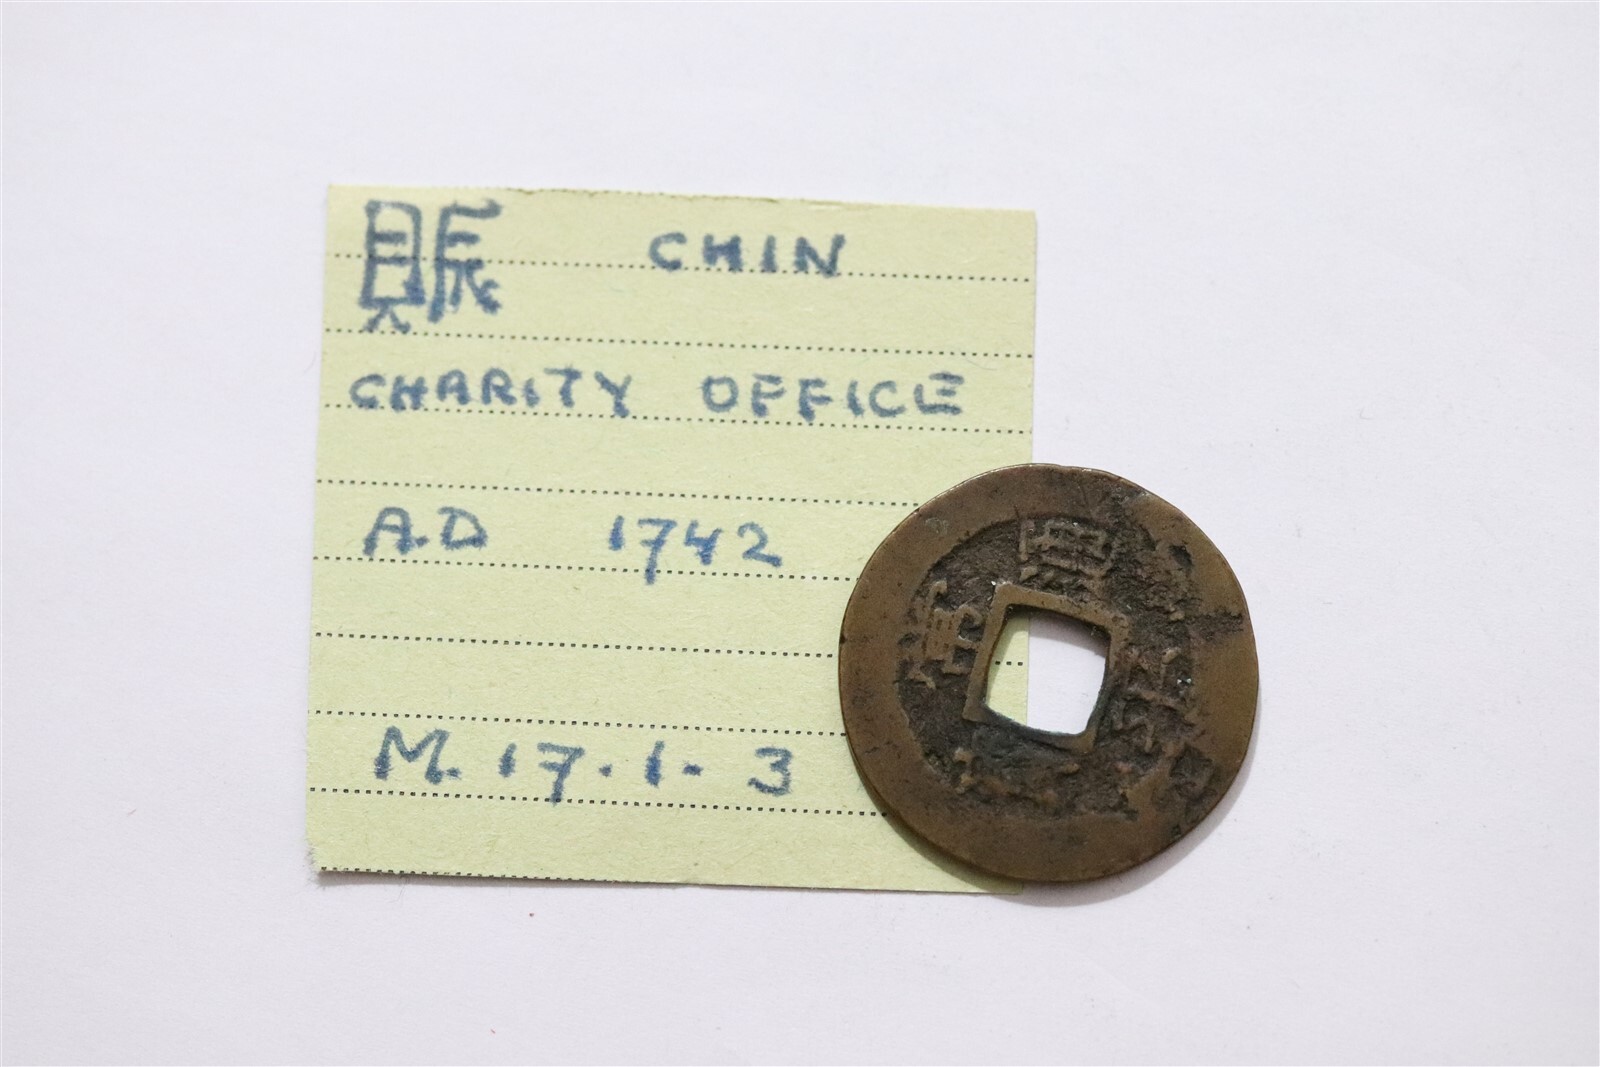 賑 CHIN
CHARITY OFFICE
A.D 1742
M. 17.1-3